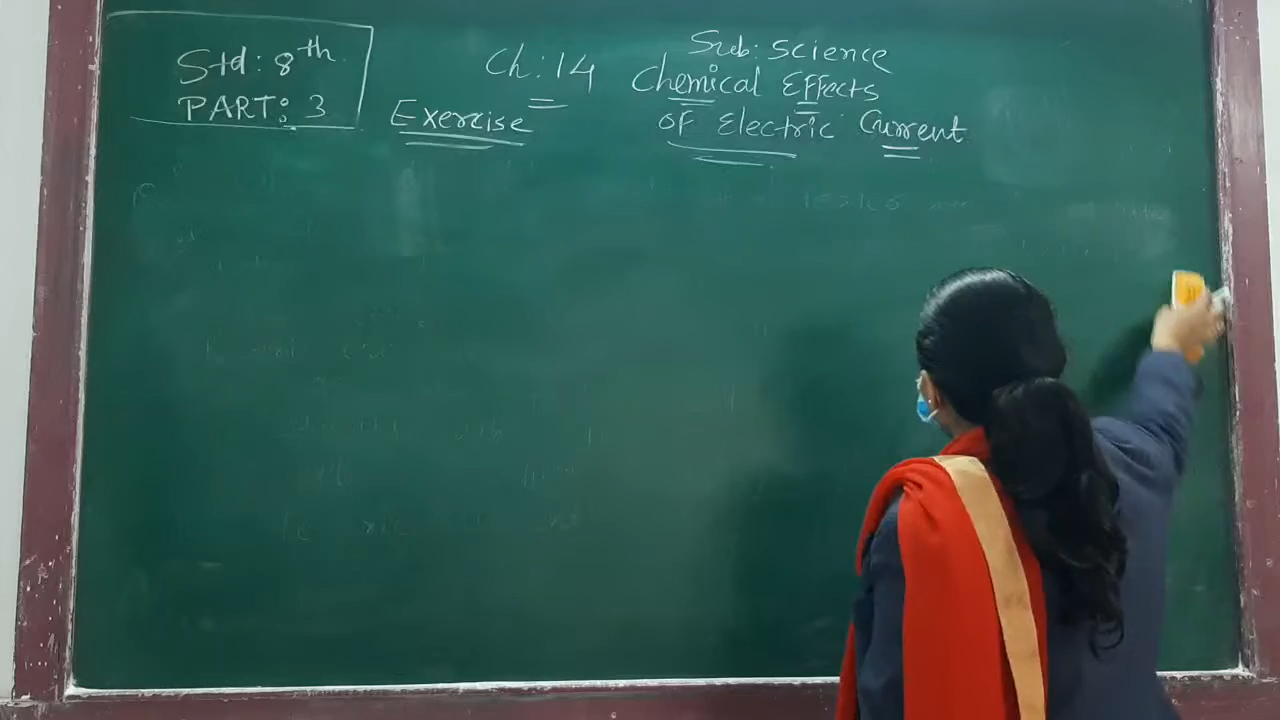 Std: 8th
PART: 3
Exercise
Ch: 14
Sub: science
Chemical Effects
of Electric Current